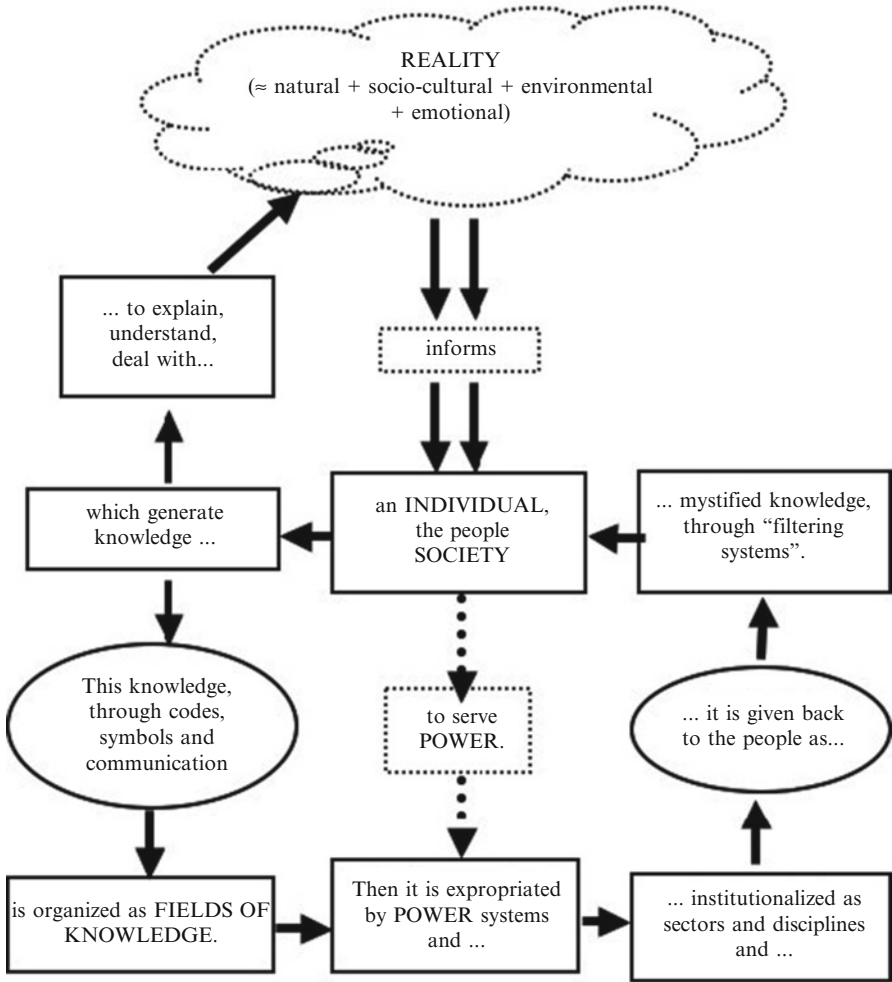 REALITY
(≈ natural + socio-cultural + environmental
+ emotional)
... to explain,
understand,
deal with...
informs
which generate
knowledge ...
an INDIVIDUAL,
the people
SOCIETY
... mystified knowledge,
through “filtering
systems”.
This knowledge,
through codes,
symbols and
communication
to serve
POWER.
... it is given back
to the people as...
is organized as FIELDS OF
KNOWLEDGE.
Then it is expropriated
by POWER systems
and ...
... institutionalized as
sectors and disciplines
and ...